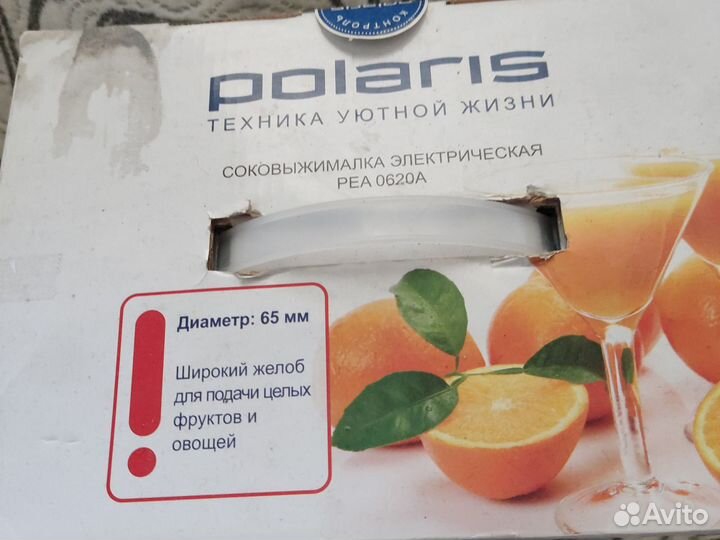 КОНТРОЛЬ
polaris
ТЕХНИКА УЮТНОЙ ЖИЗНИ
СОКОВЫЖИМАЛКА ЭЛЕКТРИЧЕСКАЯ
PEA 0620A
Диаметр: 65 мм
Широкий желоб
для подачи целых
фруктов и
овощей
Avito